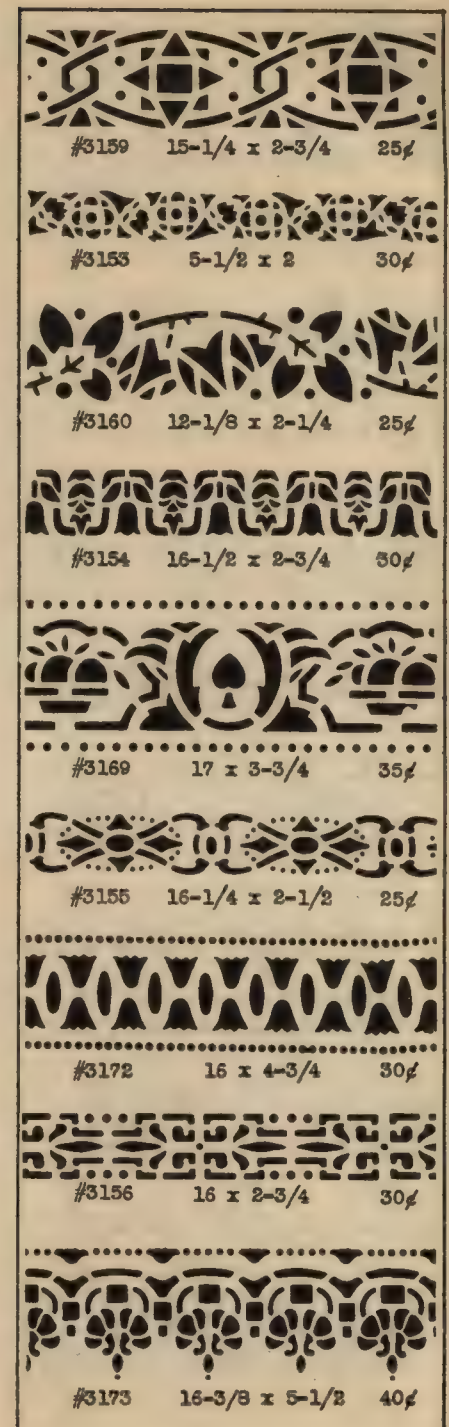 #3159 15-1/4 x 2-3/4 25¢
#3153 5-1/2 x 2 30¢
#3160 12-1/8 x 2-1/4 25¢
#3154 16-1/2 x 2-3/4 30¢
#3169 17 x 3-3/4 35¢
#3155 16-1/4 x 2-1/2 25¢
#3172 16 x 4-3/4 30¢
#3156 16 x 2-3/4 30¢
#3173 16-3/8 x 5-1/2 40¢